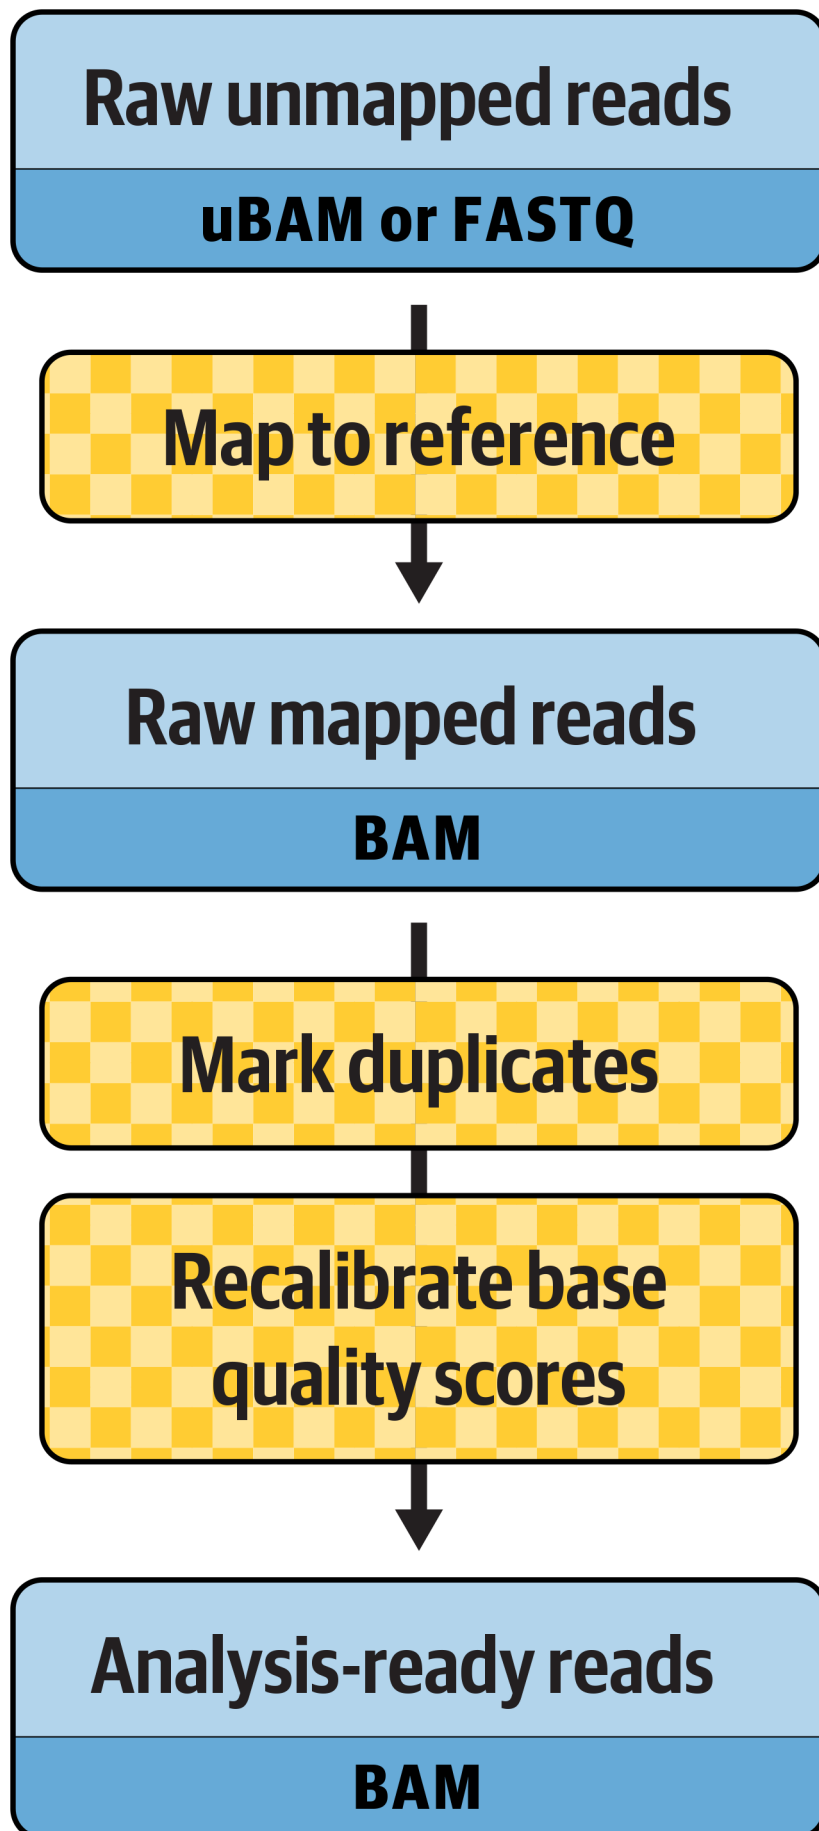 Raw unmapped reads
uBAM or FASTQ
Map to reference
Raw mapped reads
BAM
Mark duplicates
Recalibrate base
quality scores
Analysis-ready reads
BAM